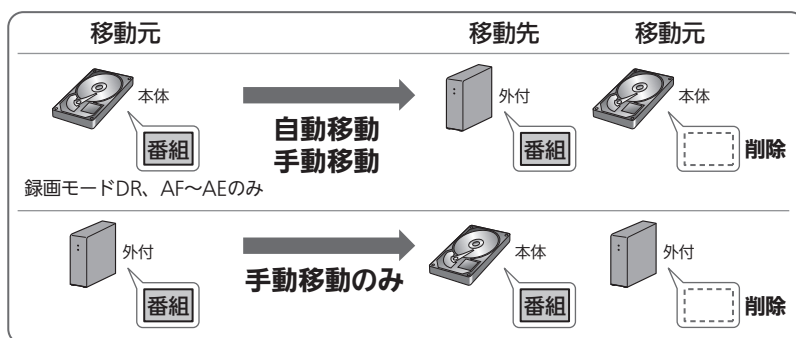 移動元 移動先 移動元
本体 外付 本体
自動移動
手動移動
番組 番組 削除
録画モードDR、AF〜AEのみ
外付 本体 外付
手動移動のみ
番組 番組 削除